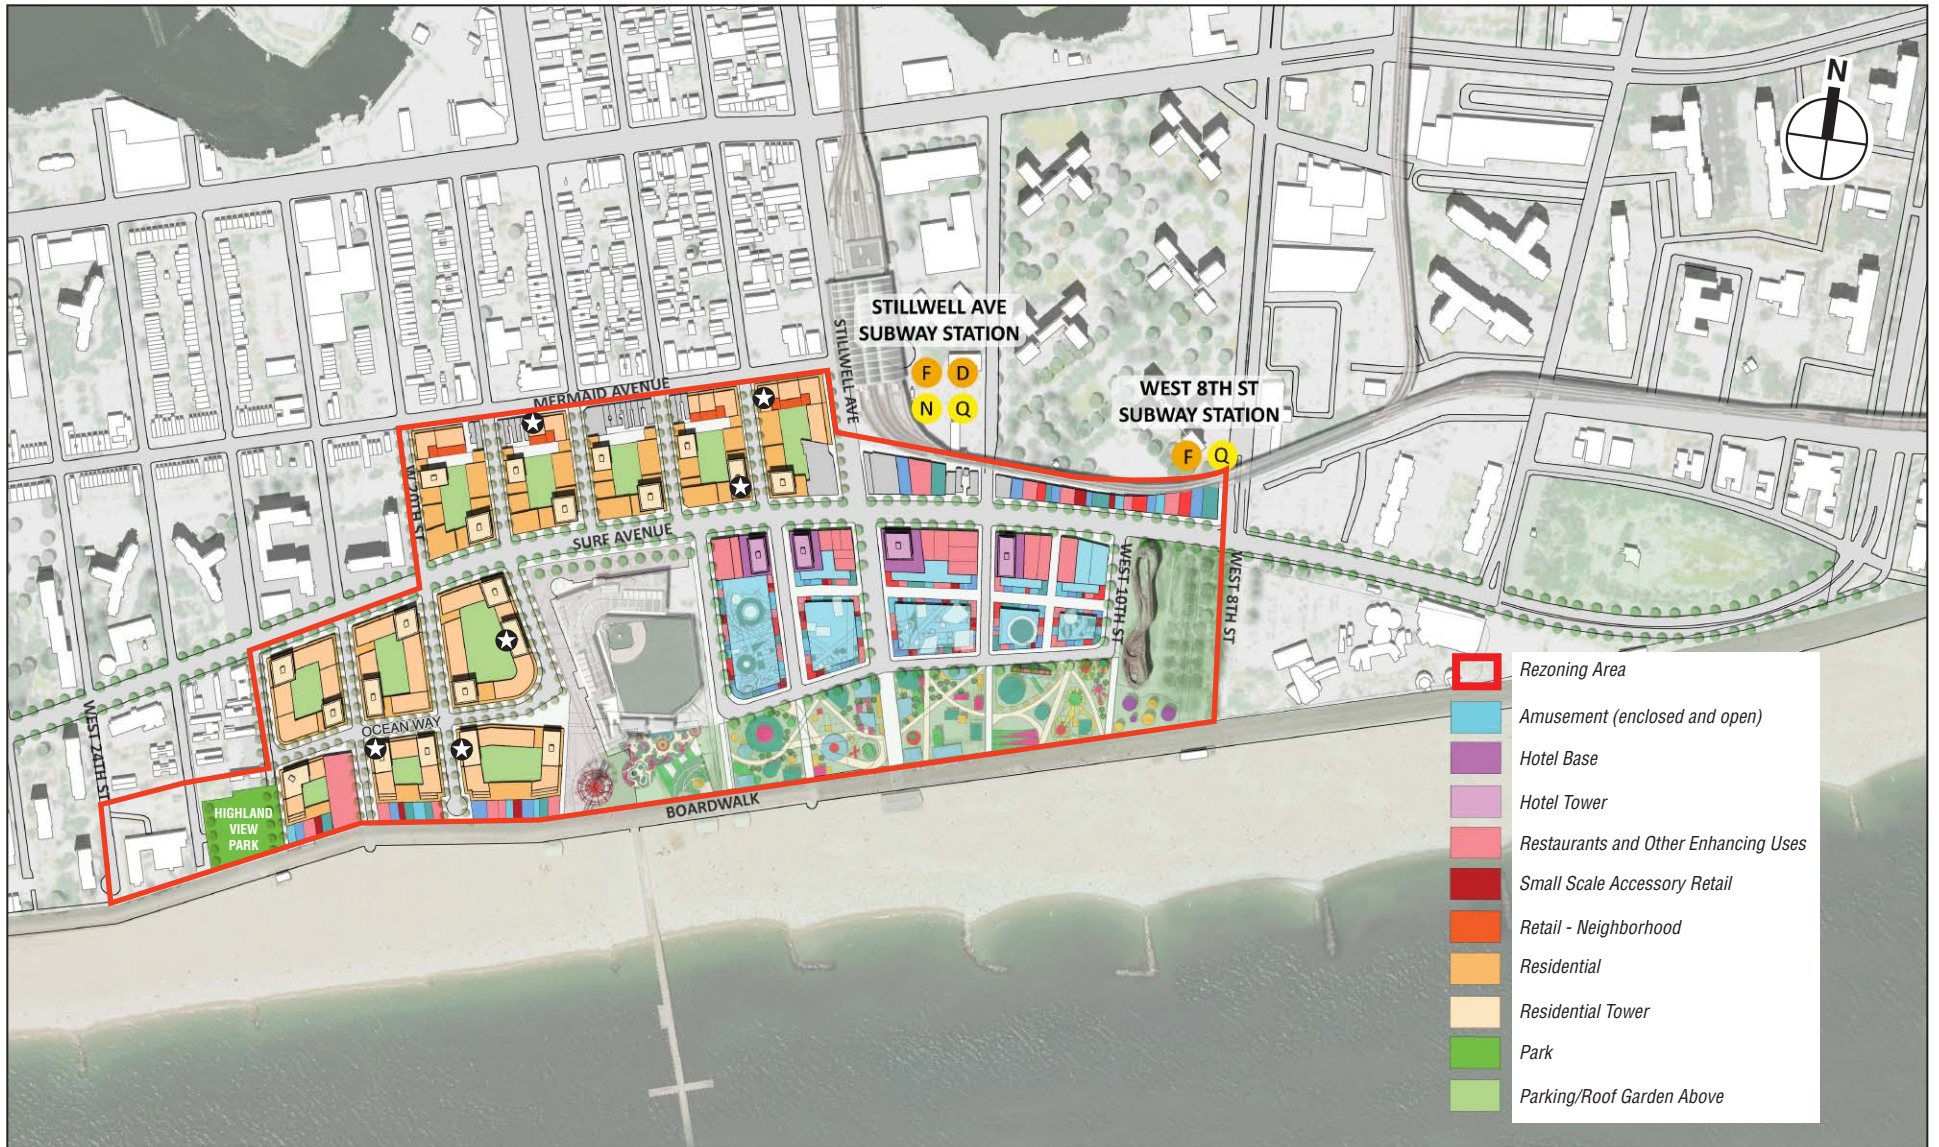 N
STILLWELL AVE
SUBWAY STATION
F D
N Q
WEST 8TH ST
SUBWAY STATION
F Q
STILLWELL AVE
MERMAID AVENUE
W 20TH ST
SURF AVENUE
WEST 10TH ST
WEST 8TH ST
OCEAN WAY
WEST 24TH ST
HIGHLAND
VIEW
PARK
BOARDWALK
Rezoning Area
Amusement (enclosed and open)
Hotel Base
Hotel Tower
Restaurants and Other Enhancing Uses
Small Scale Accessory Retail
Retail - Neighborhood
Residential
Residential Tower
Park
Parking/Roof Garden Above